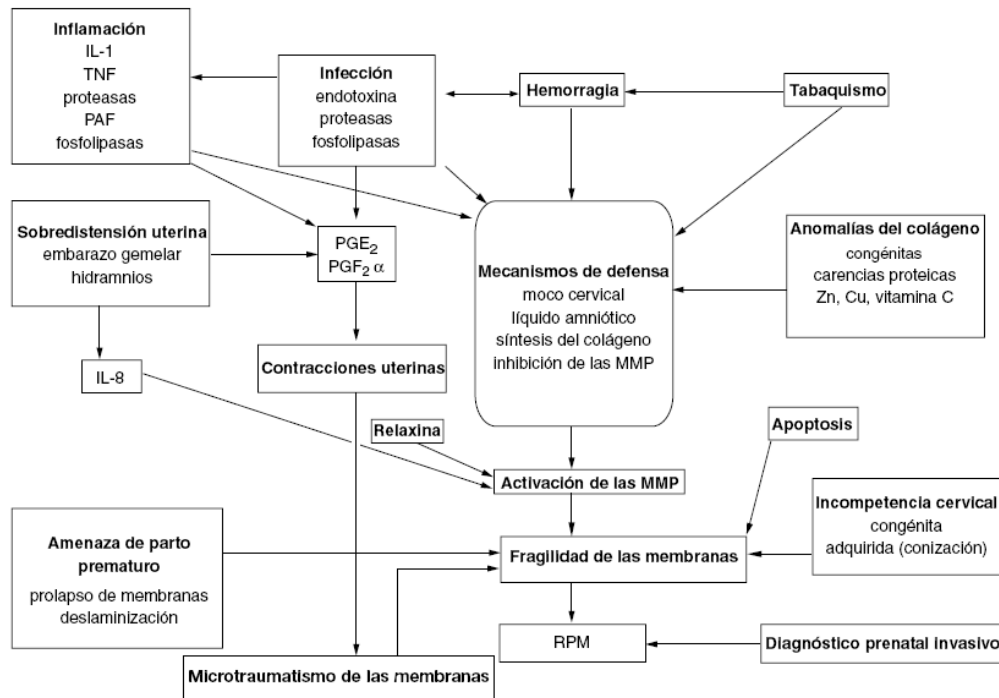 Inflamación
IL-1
TNF
proteasas
PAF
fosfolipasas
Infección
endotoxina
proteasas
fosfolipasas
Hemorragia
Tabaquismo
Sobredistensión uterina
embarazo gemelar
hidramnios
PGE₂
PGF₂ α
Mecanismos de defensa
moco cervical
líquido amniótico
síntesis del colágeno
inhibición de las MMP
Anomalías del colágeno
congénitas
carencias proteicas
Zn, Cu, vitamina C
IL-8
Contracciones uterinas
Relaxina
Apoptosis
Activación de las MMP
Incompetencia cervical
congénita
adquirida (conización)
Amenaza de parto
prematuro
prolapso de membranas
deslaminización
Fragilidad de las membranas
RPM
Diagnóstico prenatal invasivo
Microtraumatismo de las membranas